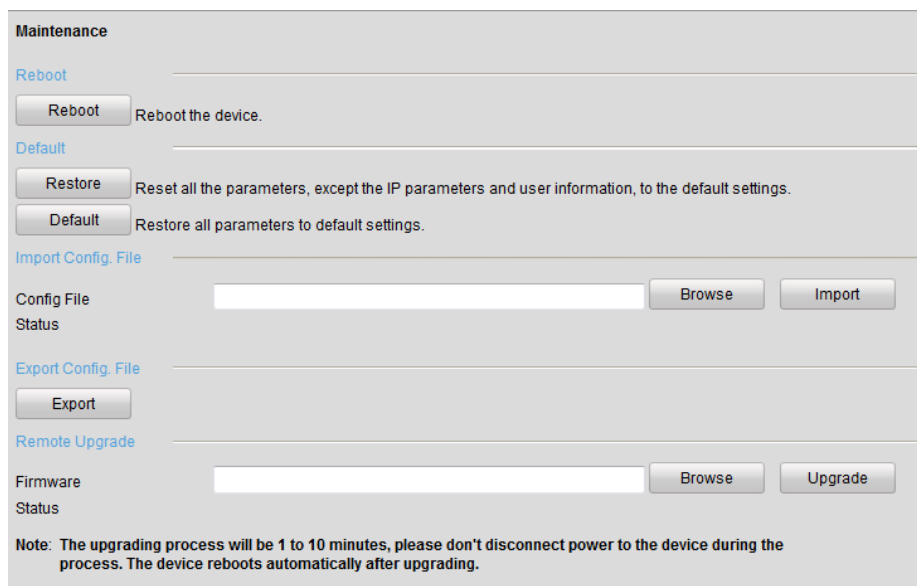 Maintenance
Reboot
Reboot Reboot the device.
Default
Restore Reset all the parameters, except the IP parameters and user information, to the default settings.
Default Restore all parameters to default settings.
Import Config. File
Config File Browse Import
Status
Export Config. File
Export
Remote Upgrade
Firmware Browse Upgrade
Status
Note: The upgrading process will be 1 to 10 minutes, please don't disconnect power to the device during the
process. The device reboots automatically after upgrading.